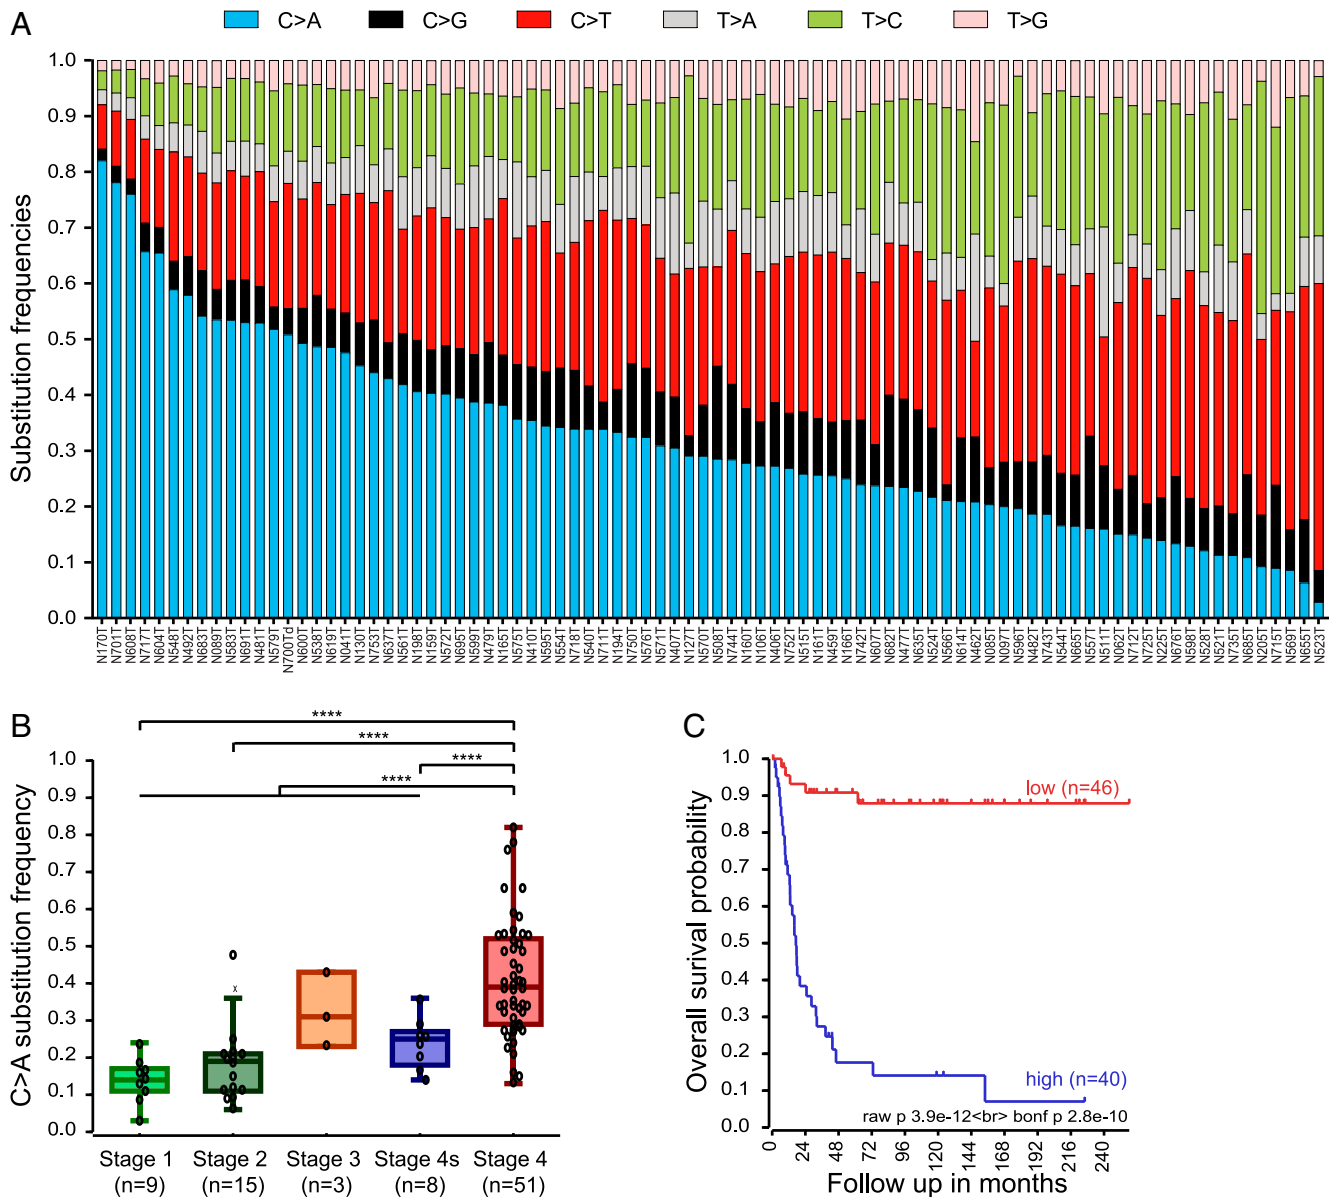 A
C>A C>G C>T T>A T>C T>G
Substitution frequencies
1.0
0.9
0.8
0.7
0.6
0.5
0.4
0.3
0.2
0.1
0.0
N170T N701T N608T N717T N604T N548T N492T N683T N089T N583T N691T N481T N579T N700Td N600T N538T N619T N041T N130T N753T N637T N561T N198T N159T N572T N695T N599T N479T N165T N575T N410T N595T N554T N718T N540T N711T N194T N750T N576T N571T N407T N127T N570T N508T N744T N160T N106T N406T N752T N515T N161T N459T N166T N742T N607T N682T N477T N635T N524T N566T N614T N462T N085T N097T N596T N482T N743T N544T N665T N557T N511T N062T N712T N725T N225T N676T N598T N528T N521T N735T N685T N205T N715T N569T N655T N523T
B
****
****
****
****
C>A substitution frequency
1.0
0.9
0.8
0.7
0.6
0.5
0.4
0.3
0.2
0.1
0.0
x
Stage 1 Stage 2 Stage 3 Stage 4s Stage 4
(n=9) (n=15) (n=3) (n=8) (n=51)
C
Overall surival probability
1.0
0.9
0.8
0.7
0.6
0.5
0.4
0.3
0.2
0.1
0.0
low (n=46)
high (n=40)
raw p 3.9e-12<br> bonf p 2.8e-10
0 24 48 72 96 120 144 168 192 216 240
Follow up in months